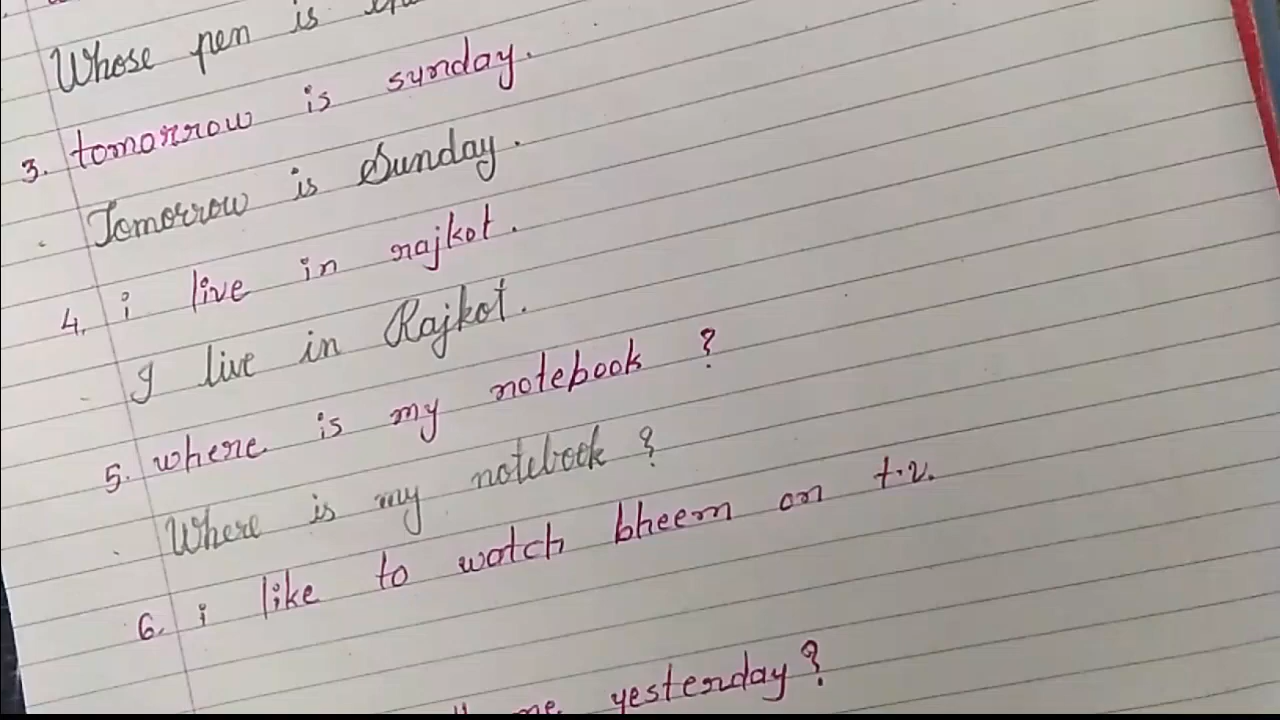 Whose pen is
3. tomorrow is sunday.
Tomorrow is Sunday.
4. i live in rajkot.
I live in Rajkot.
5. where is my notebook ?
Where is my notebook ?
6. i like to watch bheem on t.v.
me yesterday?